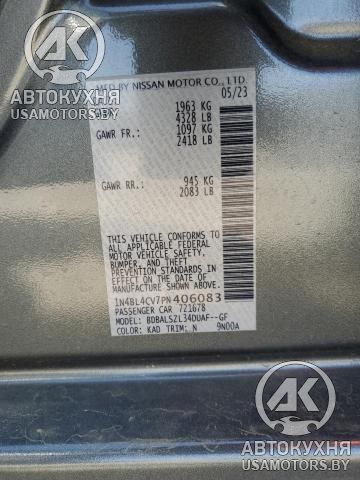 АВТОКУХНЯ
USAMOTORS.BY
MFD BY NISSAN MOTOR CO., LTD.
05/23
1963 KG
4328 LB
GAWR FR: 1097 KG
2418 LB
GAWR RR: 945 KG
2083 LB
THIS VEHICLE CONFORMS TO
ALL APPLICABLE FEDERAL
MOTOR VEHICLE SAFETY,
BUMPER, AND THEFT
PREVENTION STANDARDS IN
EFFECT ON THE DATE OF
MANUFACTURE SHOWN ABOVE.
1N4BL4CV7PN406083
PASSENGER CAR 721678
MODEL: BDBALSZL34DUAF--GF
COLOR: KAD TRIM: N 9N00A
АВТОКУХНЯ
USAMOTORS.BY